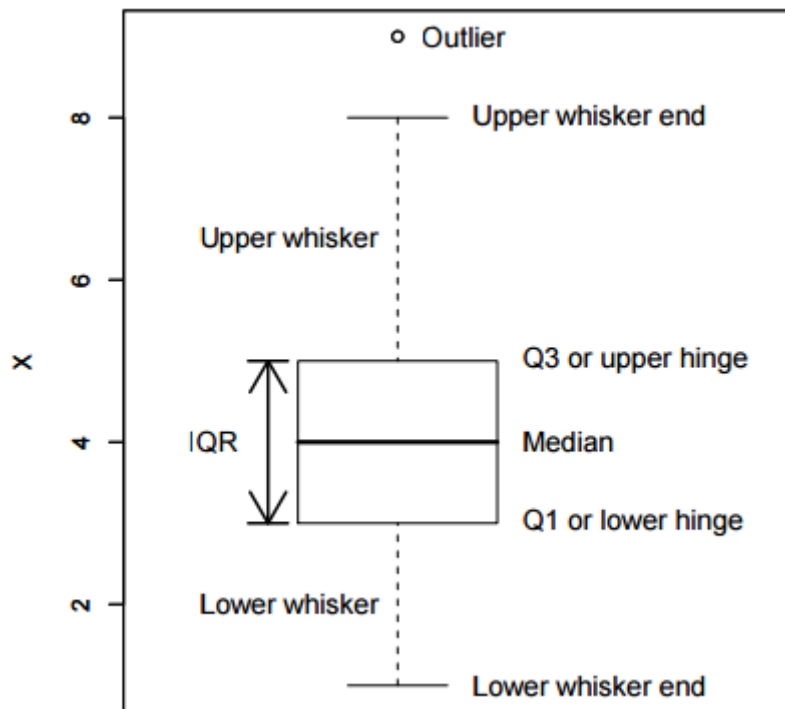 Outlier
8
Upper whisker end
Upper whisker
6
X
Q3 or upper hinge
IQR
4
Median
Q1 or lower hinge
2
Lower whisker
Lower whisker end